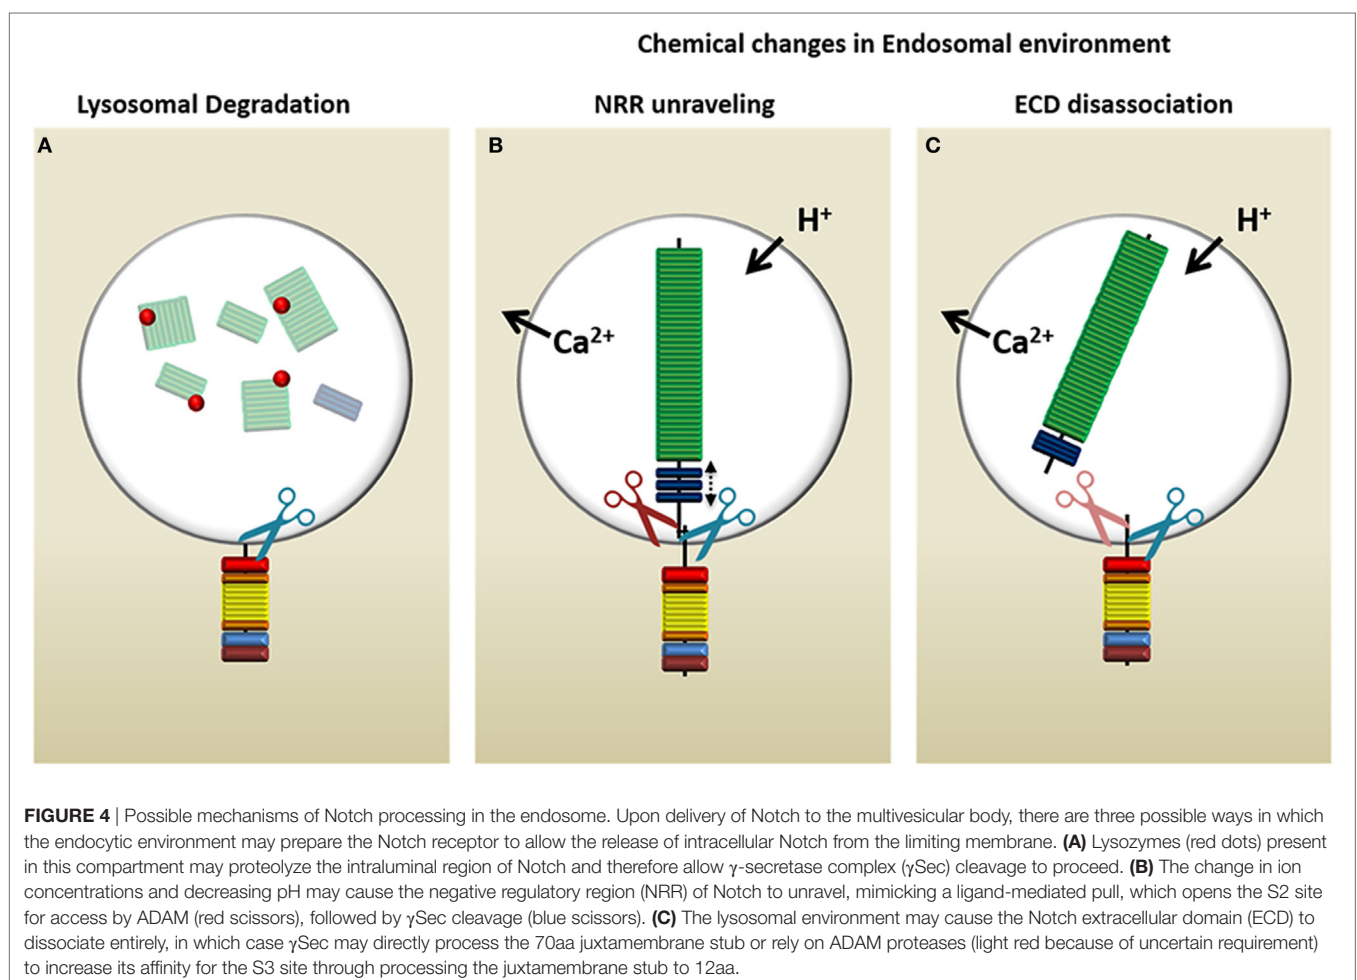 Chemical changes in Endosomal environment
Lysosomal Degradation
NRR unraveling
ECD disassociation
A
B
C
H+
Ca2+
H+
Ca2+
FIGURE 4 | Possible mechanisms of Notch processing in the endosome. Upon delivery of Notch to the multivesicular body, there are three possible ways in which
the endocytic environment may prepare the Notch receptor to allow the release of intracellular Notch from the limiting membrane. (A) Lysozymes (red dots) present
in this compartment may proteolyze the intraluminal region of Notch and therefore allow γ-secretase complex (γSec) cleavage to proceed. (B) The change in ion
concentrations and decreasing pH may cause the negative regulatory region (NRR) of Notch to unravel, mimicking a ligand-mediated pull, which opens the S2 site
for access by ADAM (red scissors), followed by γSec cleavage (blue scissors). (C) The lysosomal environment may cause the Notch extracellular domain (ECD) to
dissociate entirely, in which case γSec may directly process the 70aa juxtamembrane stub or rely on ADAM proteases (light red because of uncertain requirement)
to increase its affinity for the S3 site through processing the juxtamembrane stub to 12aa.